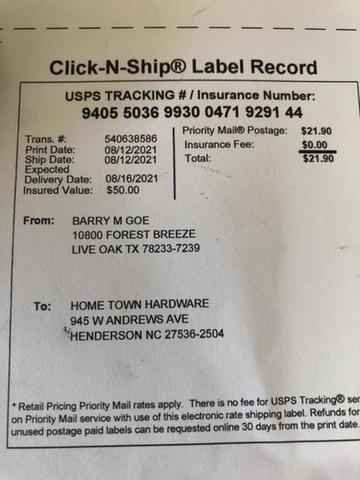 Click-N-Ship® Label Record
USPS TRACKING # / Insurance Number:
9405 5036 9930 0471 9291 44
Trans. #: 540638586
Print Date: 08/12/2021
Ship Date: 08/12/2021
Expected
Delivery Date: 08/16/2021
Insured Value: $50.00
Priority Mail® Postage: $21.90
Insurance Fee: $0.00
Total: $21.90
From: BARRY M GOE
10800 FOREST BREEZE
LIVE OAK TX 78233-7239
To: HOME TOWN HARDWARE
945 W ANDREWS AVE
HENDERSON NC 27536-2504
* Retail Pricing Priority Mail rates apply. There is no fee for USPS Tracking® ser
on Priority Mail service with use of this electronic rate shipping label. Refunds for
unused postage paid labels can be requested online 30 days from the print date.